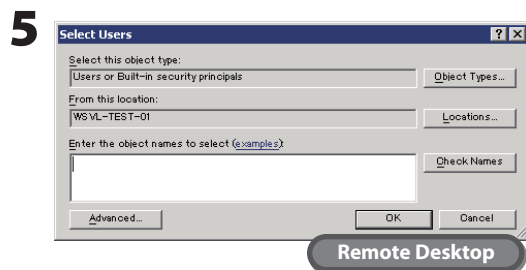 5
Select Users
Select this object type:
Users or Built-in security principals
Object Types...
From this location:
WSVL-TEST-01
Locations...
Enter the object names to select (examples):
Check Names
Advanced...
OK
Cancel
Remote Desktop